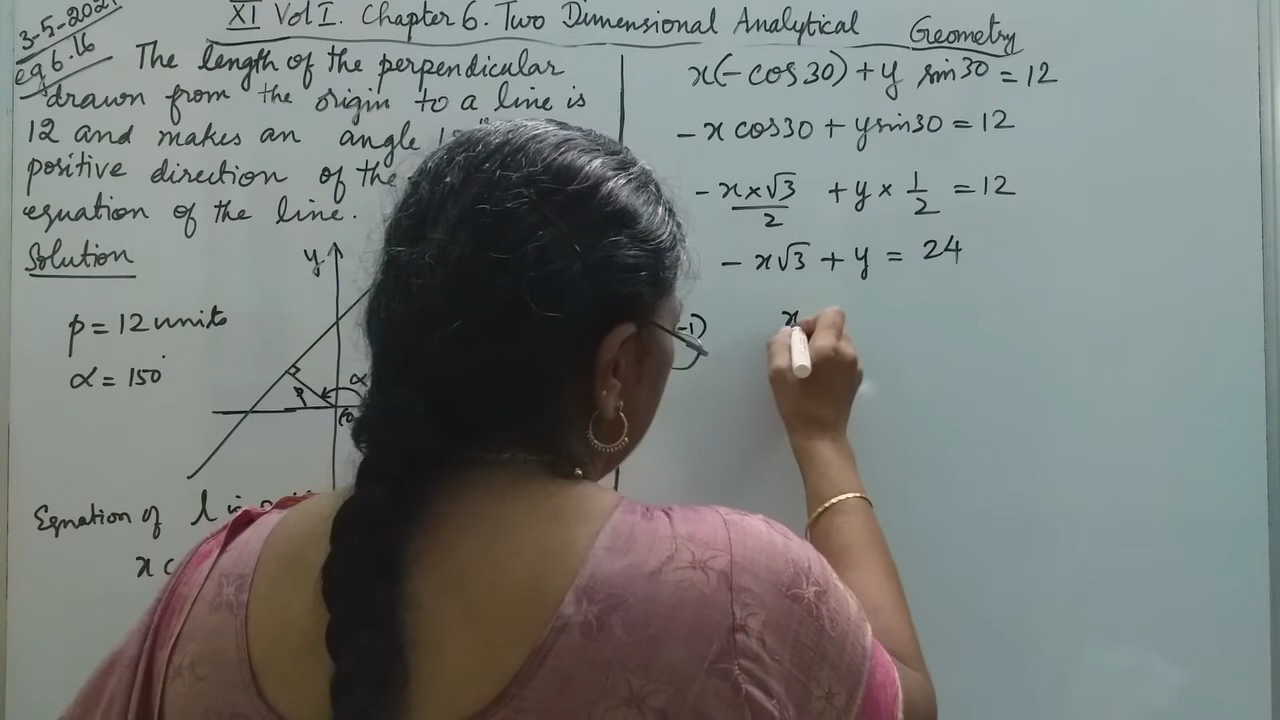 3-5-2021
XI Vol I. Chapter 6. Two Dimensional Analytical Geometry
eg 6.16
The length of the perpendicular
drawn from the origin to a line is
12 and makes an angle
positive direction of the
equation of the line.
Solution
y
p = 12 units
α = 150
p
α
Equation of
x
x(-cos 30) + y sin 30 = 12
-x cos 30 + y sin 30 = 12
-x × √3 / 2 + y × 1/2 = 12
- x√3 + y = 24
-1)
x